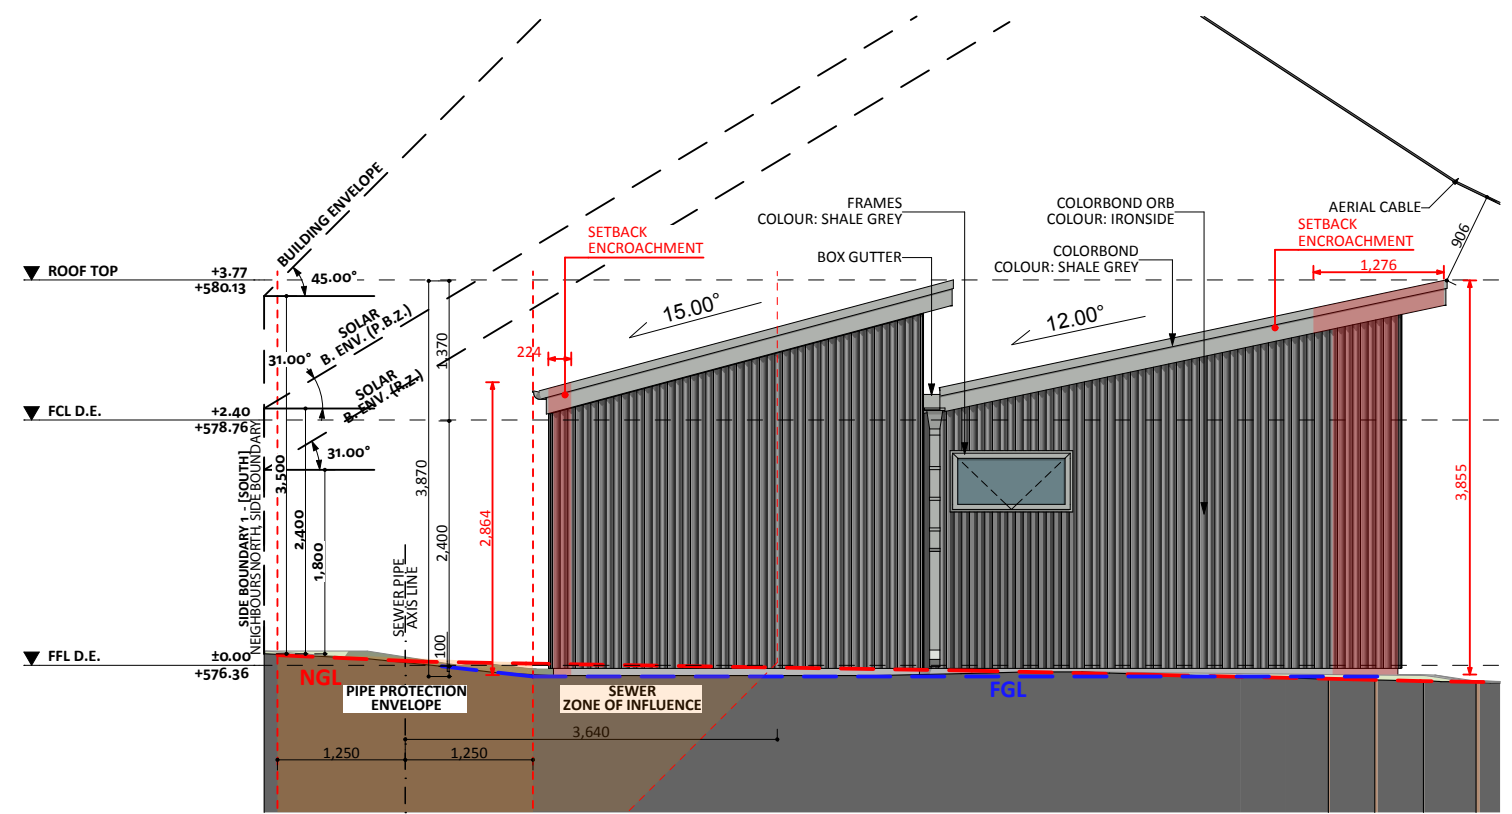 BUILDING ENVELOPE
45.00°
ROOF TOP
+3.77
+580.13
SOLAR
B. ENV. (P.B.Z.)
31.00°
SOLAR
B. ENV. (R.Z.)
31.00°
FCL D.E.
+2.40
+578.76
SIDE BOUNDARY 1 - [SOUTH]
NEIGHBOURS NORTH, SIDE BOUNDARY
3,500
2,400
1,800
1,370
3,870
2,400
100
SEWER PIPE
AXIS LINE
FFL D.E.
±0.00
+576.36
NGL
PIPE PROTECTION
ENVELOPE
SEWER
ZONE OF INFLUENCE
FGL
3,640
1,250
1,250
SETBACK
ENCROACHMENT
224
2,864
15.00°
FRAMES
COLOUR: SHALE GREY
BOX GUTTER
COLORBOND ORB
COLOUR: IRONSIDE
COLORBOND
COLOUR: SHALE GREY
12.00°
AERIAL CABLE
SETBACK
ENCROACHMENT
1,276
906
3,855